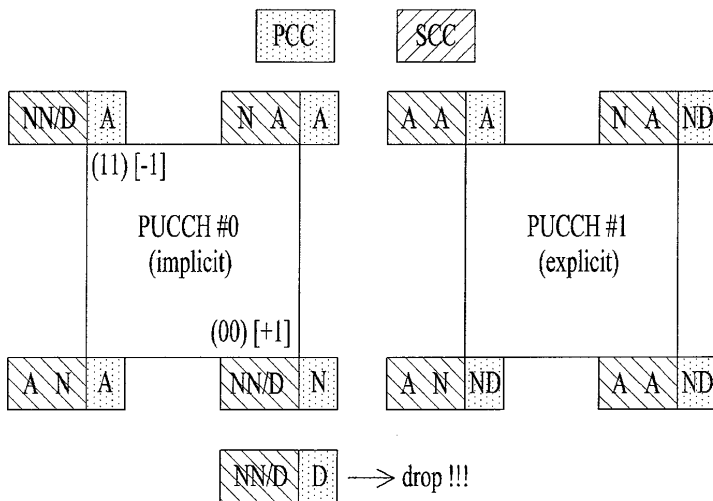 PCC SCC
NN/D A N A A A A A N A ND
(11) [-1]
PUCCH #0 PUCCH #1
(implicit) (explicit)
(00) [+1]
A N A NN/D N A N ND A A ND
NN/D D drop !!!